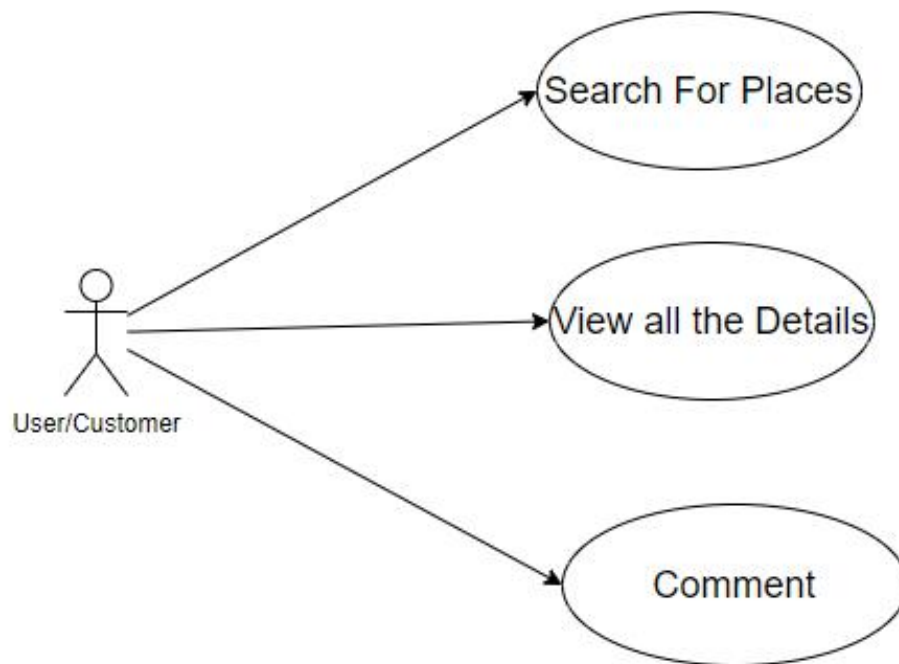 Search For Places
View all the Details
User/Customer
Comment